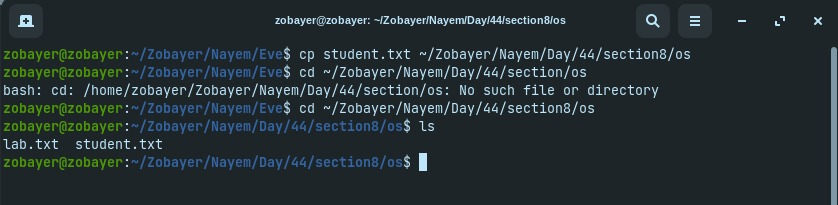 zobayer@zobayer: ~/Zobayer/Nayem/Day/44/section8/os
zobayer@zobayer:~/Zobayer/Nayem/Eve$ cp student.txt ~/Zobayer/Nayem/Day/44/section8/os
zobayer@zobayer:~/Zobayer/Nayem/Eve$ cd ~/Zobayer/Nayem/Day/44/section/os
bash: cd: /home/zobayer/Zobayer/Nayem/Day/44/section/os: No such file or directory
zobayer@zobayer:~/Zobayer/Nayem/Eve$ cd ~/Zobayer/Nayem/Day/44/section8/os
zobayer@zobayer:~/Zobayer/Nayem/Day/44/section8/os$ ls
lab.txt  student.txt
zobayer@zobayer:~/Zobayer/Nayem/Day/44/section8/os$